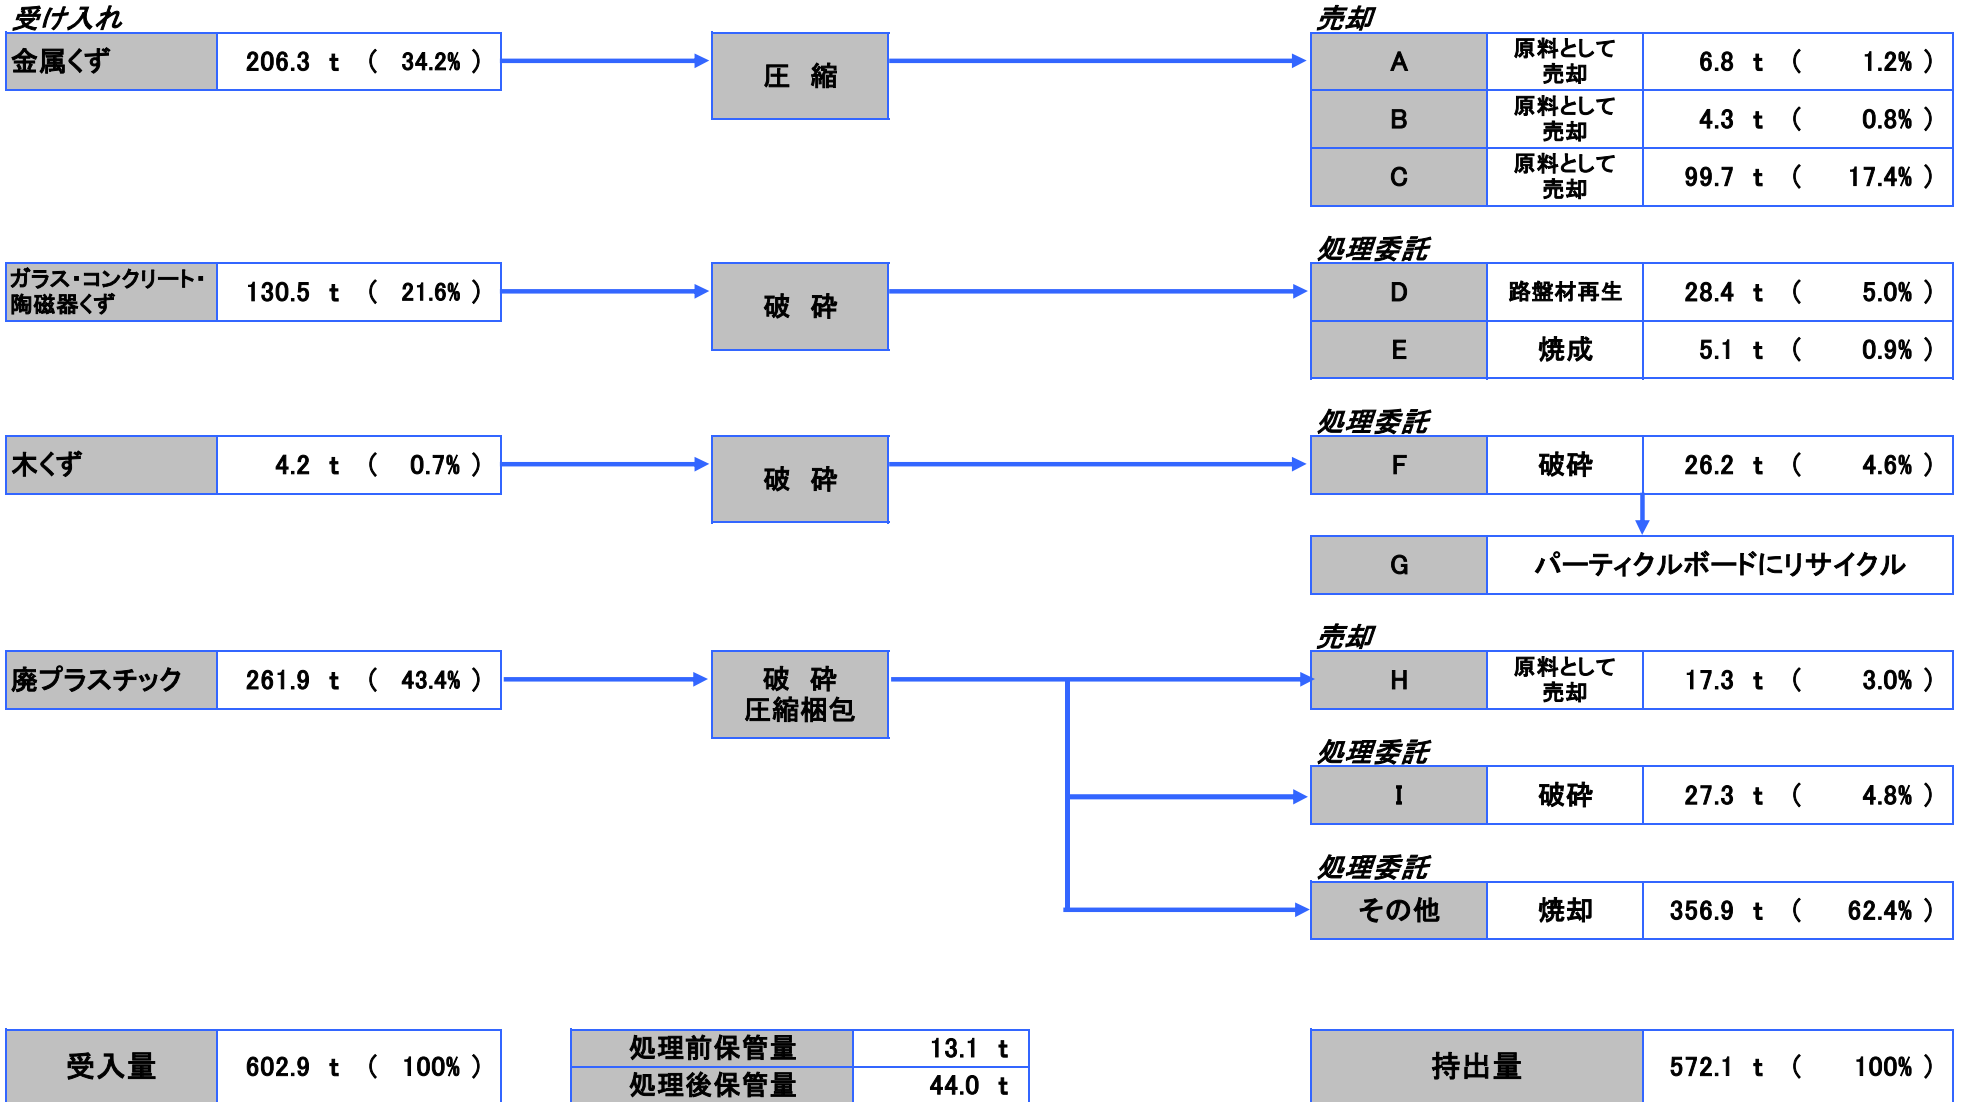 受け入れ
売却
金属くず 206.3 t ( 34.2% )
圧 縮
A 原料として売却 6.8 t ( 1.2% )
B 原料として売却 4.3 t ( 0.8% )
C 原料として売却 99.7 t ( 17.4% )
処理委託
ガラス・コンクリート・
陶磁器くず
130.5 t ( 21.6% )
破 砕
D 路盤材再生 28.4 t ( 5.0% )
E 焼成 5.1 t ( 0.9% )
処理委託
木くず 4.2 t ( 0.7% )
破 砕
F 破砕 26.2 t ( 4.6% )
G パーティクルボードにリサイクル
売却
廃プラスチック 261.9 t ( 43.4% )
破 砕
圧縮梱包
H 原料として売却 17.3 t ( 3.0% )
処理委託
I 破砕 27.3 t ( 4.8% )
処理委託
その他 焼却 356.9 t ( 62.4% )
受入量 602.9 t ( 100% )
処理前保管量 13.1 t
処理後保管量 44.0 t
持出量 572.1 t ( 100% )